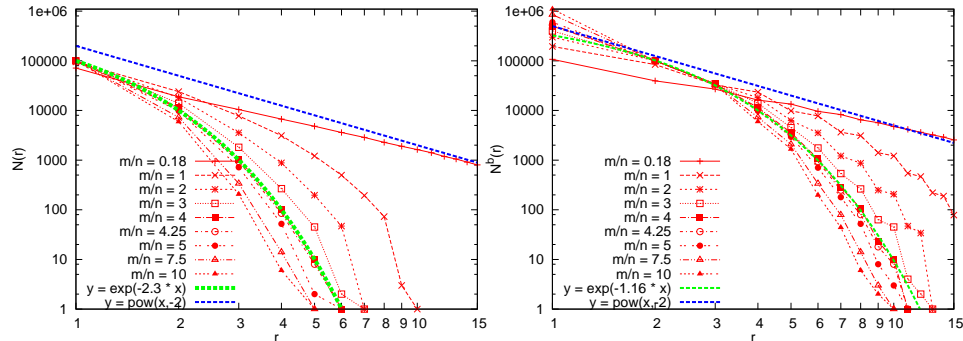 1e+06
100000
10000
1000
100
10
1
N(r)
m/n = 0.18
m/n = 1
m/n = 2
m/n = 3
m/n = 4
m/n = 4.25
m/n = 5
m/n = 7.5
m/n = 10
y = exp(-2.3 * x)
y = pow(x,-2)
1 2 3 4 5 6 7 8 9 10 15
r
1e+06
100000
10000
1000
100
10
1
N^b(r)
m/n = 0.18
m/n = 1
m/n = 2
m/n = 3
m/n = 4
m/n = 4.25
m/n = 5
m/n = 7.5
m/n = 10
y = exp(-1.16 * x)
y = pow(x,-2)
1 2 3 4 5 6 7 8 9 10 15
r